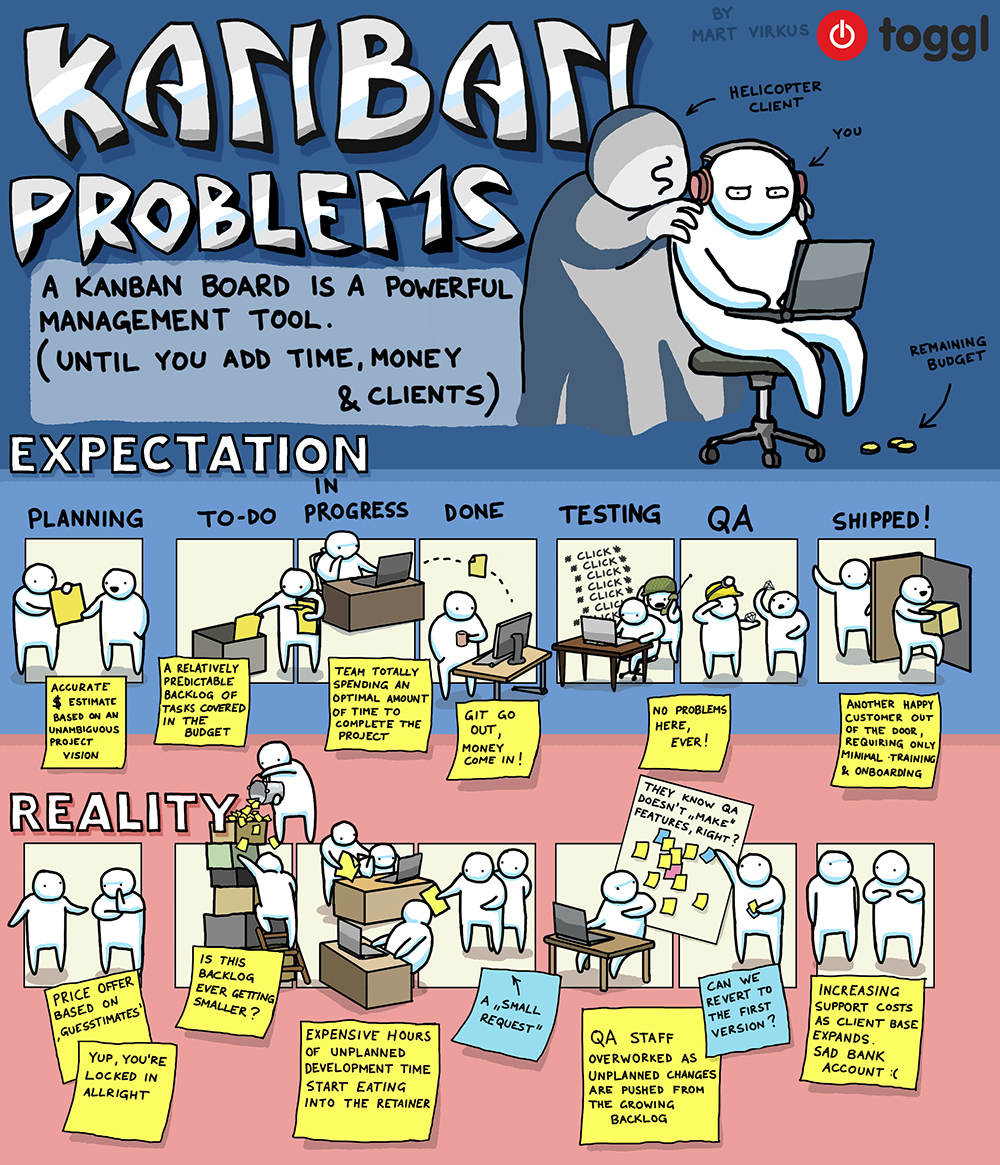 KANBAN
PROBLEMS
BY
MART VIRKUS
toggl
HELICOPTER
CLIENT
YOU
A KANBAN BOARD IS A POWERFUL
MANAGEMENT TOOL.
(UNTIL YOU ADD TIME, MONEY
& CLIENTS)
REMAINING
BUDGET
EXPECTATION
PLANNING
TO-DO
IN
PROGRESS
DONE
TESTING
QA
SHIPPED!
*CLICK*
*CLICK*
*CLICK*
*CLICK*
*CLICK*
*CLIC
*CLICK
ACCURATE
$ ESTIMATE
BASED ON AN
UNAMBIGUOUS
PROJECT
VISION
A RELATIVELY
PREDICTABLE
BACKLOG OF
TASKS COVERED
IN THE
BUDGET
TEAM TOTALLY
SPENDING AN
OPTIMAL AMOUNT
OF TIME TO
COMPLETE THE
PROJECT
GIT GO
OUT,
MONEY
COME IN!
NO PROBLEMS
HERE,
EVER!
ANOTHER HAPPY
CUSTOMER OUT
OF THE DOOR,
REQUIRING ONLY
MINIMAL TRAINING
& ONBOARDING
REALITY
THEY KNOW QA
DOESN'T „MAKE"
FEATURES, RIGHT?
PRICE OFFER
BASED ON
‚GUESSTIMATES'
YUP, YOU'RE
LOCKED IN
ALLRIGHT
IS THIS
BACKLOG
EVER GETTING
SMALLER?
EXPENSIVE HOURS
OF UNPLANNED
DEVELOPMENT TIME
START EATING
INTO THE RETAINER
A „SMALL
REQUEST"
QA STAFF
OVERWORKED AS
UNPLANNED CHANGES
ARE PUSHED FROM
THE GROWING
BACKLOG
CAN WE
REVERT TO
THE FIRST
VERSION?
INCREASING
SUPPORT COSTS
AS CLIENT BASE
EXPANDS.
SAD BANK
ACCOUNT :(